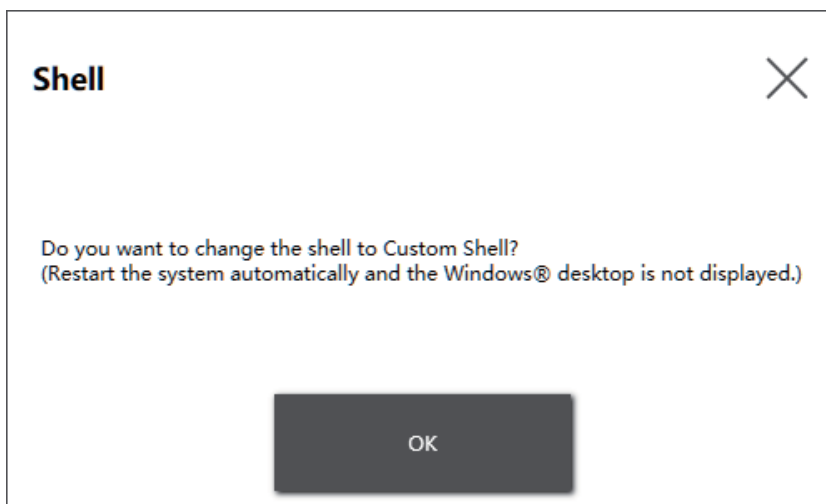 Shell
Do you want to change the shell to Custom Shell?
(Restart the system automatically and the Windows® desktop is not displayed.)
OK